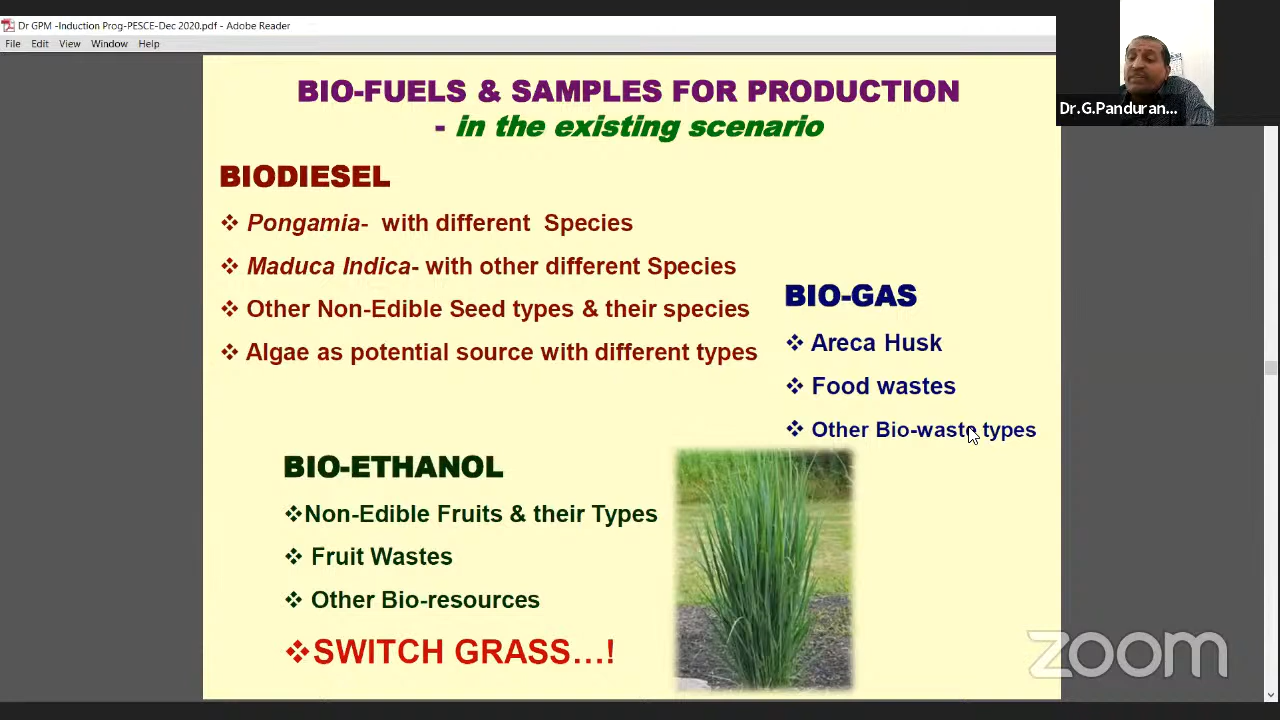 Dr GPM -Induction Prog-PESCE-Dec 2020.pdf - Adobe Reader
File Edit View Window Help
Dr.G.Panduran...
BIO-FUELS & SAMPLES FOR PRODUCTION
- in the existing scenario
BIODIESEL
❖ Pongamia- with different Species
❖ Maduca Indica- with other different Species
❖ Other Non-Edible Seed types & their species
❖ Algae as potential source with different types
BIO-GAS
❖ Areca Husk
❖ Food wastes
❖ Other Bio-waste types
BIO-ETHANOL
❖Non-Edible Fruits & their Types
❖ Fruit Wastes
❖ Other Bio-resources
❖SWITCH GRASS...!
zoom